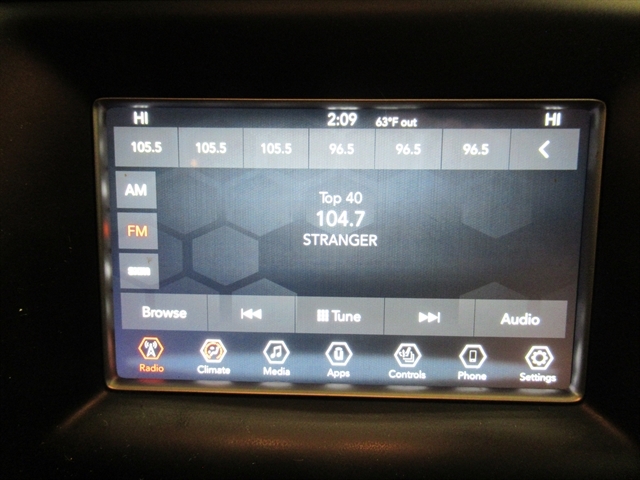 HI 2:09 63°F out HI
105.5 105.5 105.5 96.5 96.5 96.5
AM
Top 40
104.7
FM
STRANGER
Browse Tune Audio
Radio Climate Media Apps Controls Phone Settings